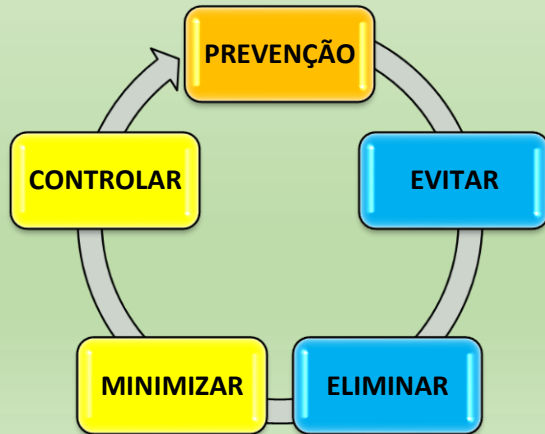 PREVENÇÃO
EVITAR
ELIMINAR
MINIMIZAR
CONTROLAR